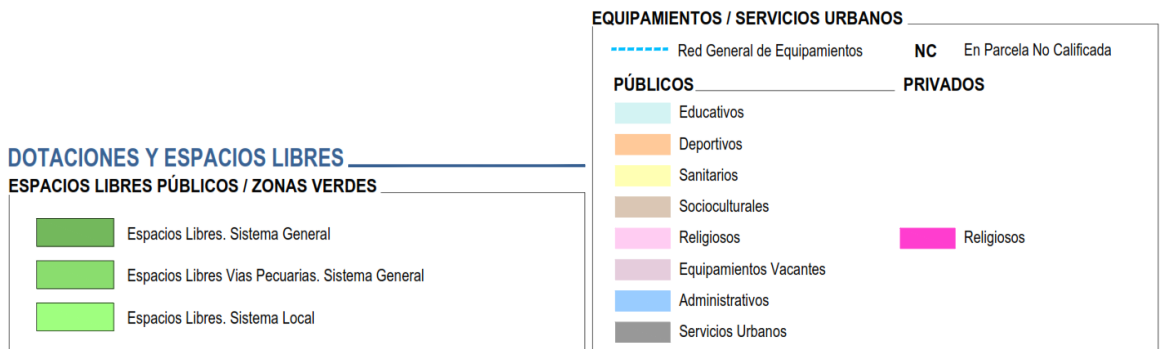 DOTACIONES Y ESPACIOS LIBRES
ESPACIOS LIBRES PÚBLICOS / ZONAS VERDES
Espacios Libres. Sistema General
Espacios Libres Vias Pecuarias. Sistema General
Espacios Libres. Sistema Local
EQUIPAMIENTOS / SERVICIOS URBANOS
Red General de Equipamientos NC En Parcela No Calificada
PÚBLICOS PRIVADOS
Educativos
Deportivos
Sanitarios
Socioculturales
Religiosos Religiosos
Equipamientos Vacantes
Administrativos
Servicios Urbanos